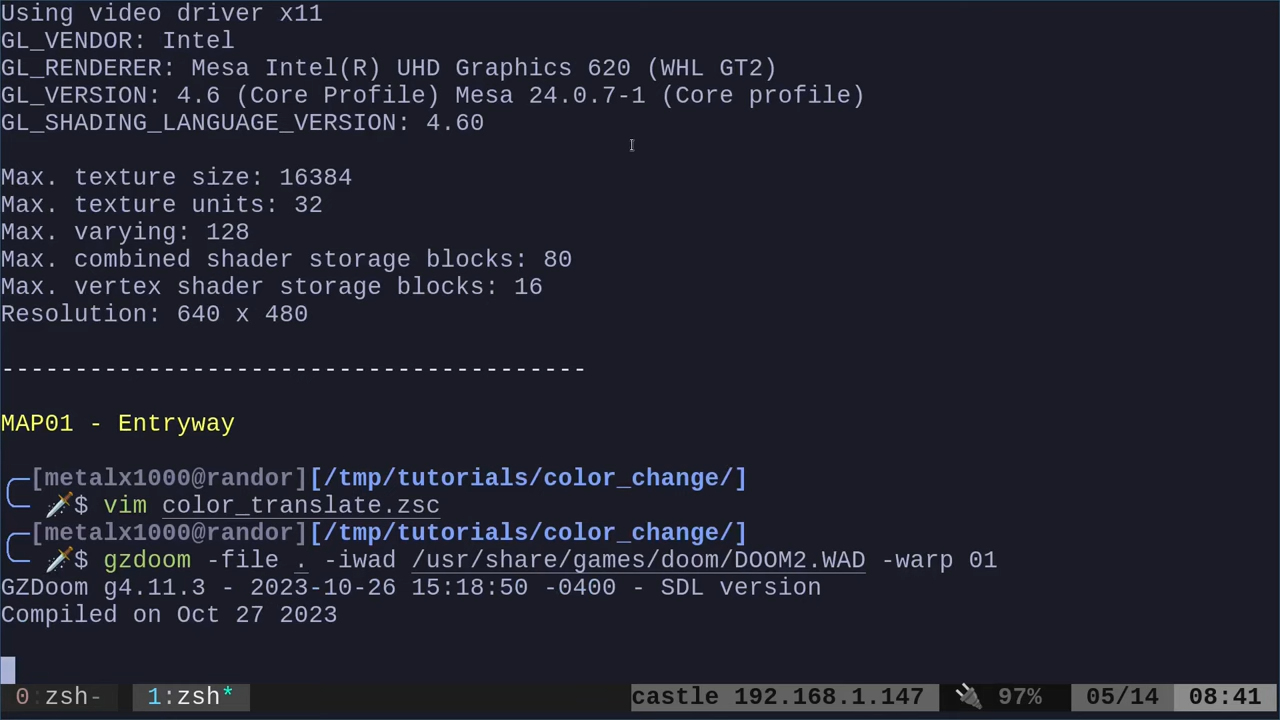 Using video driver x11
GL_VENDOR: Intel
GL_RENDERER: Mesa Intel(R) UHD Graphics 620 (WHL GT2)
GL_VERSION: 4.6 (Core Profile) Mesa 24.0.7-1 (Core profile)
GL_SHADING_LANGUAGE_VERSION: 4.60
Max. texture size: 16384
Max. texture units: 32
Max. varying: 128
Max. combined shader storage blocks: 80
Max. vertex shader storage blocks: 16
Resolution: 640 x 480
----------------------------------------
MAP01 - Entryway
[metalx1000@randor][/tmp/tutorials/color_change/]
$ vim color_translate.zsc
[metalx1000@randor][/tmp/tutorials/color_change/]
$ gzdoom -file . -iwad /usr/share/games/doom/DOOM2.WAD -warp 01
GZDoom g4.11.3 - 2023-10-26 15:18:50 -0400 - SDL version
Compiled on Oct 27 2023
0:zsh- 1:zsh* castle 192.168.1.147 97% 05/14 08:41